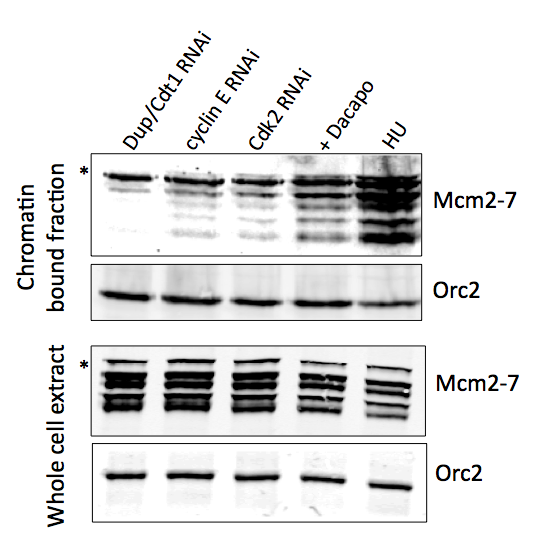 Dup/Cdt1 RNAi
cyclin E RNAi
Cdk2 RNAi
+ Dacapo
HU
Chromatin
bound fraction
*
Mcm2-7
Orc2
Whole cell extract
*
Mcm2-7
Orc2